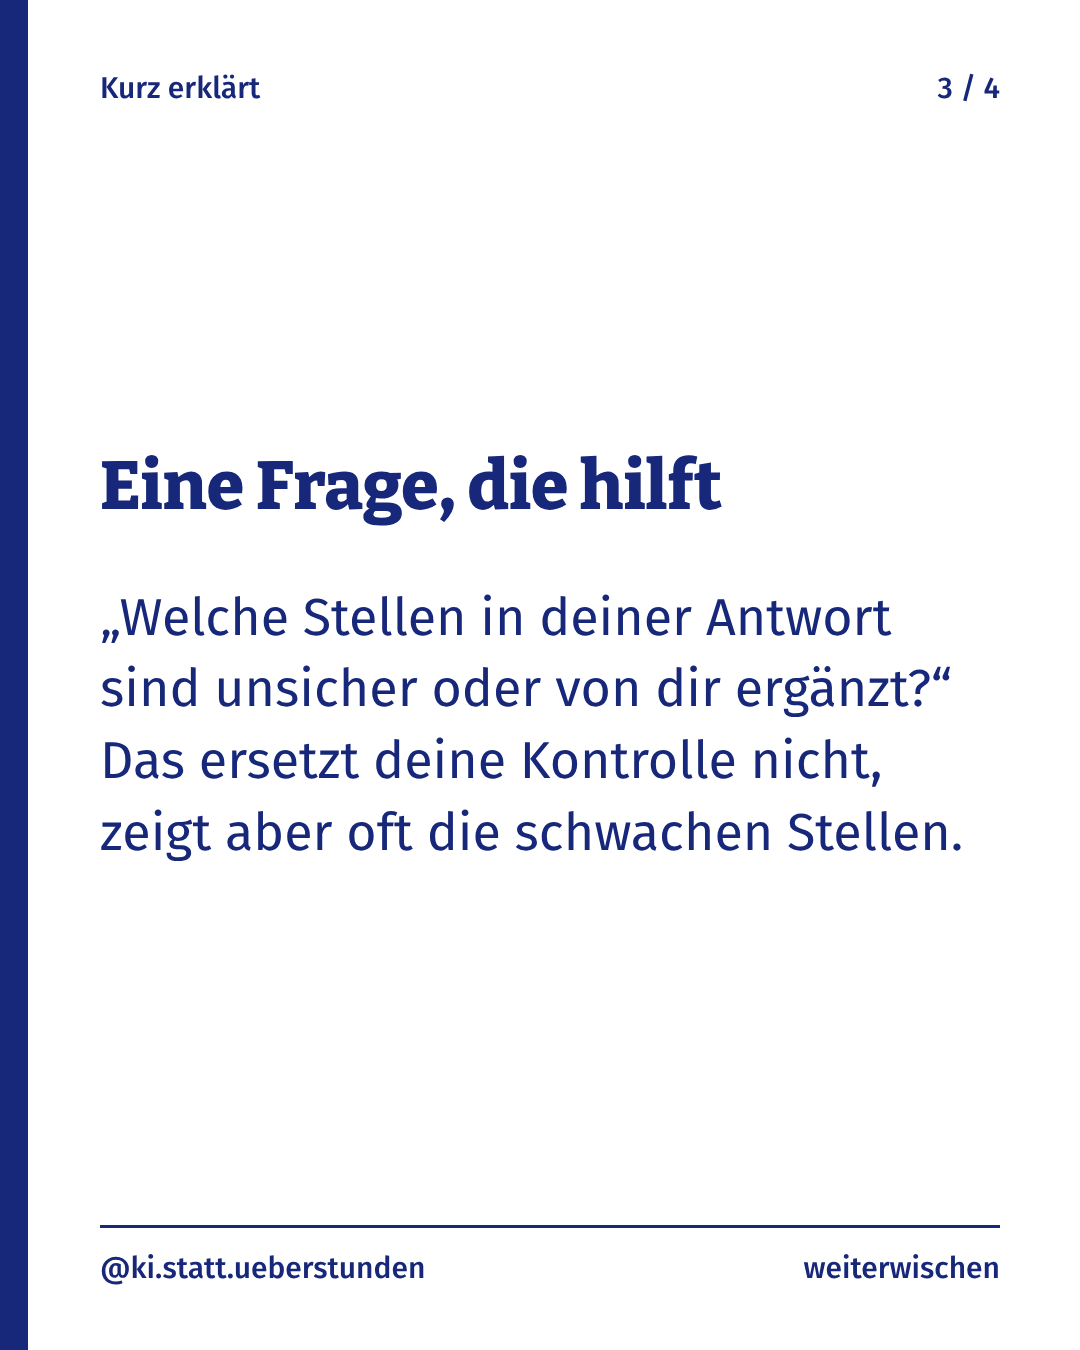 Kurz erklärt
3 / 4
Eine Frage, die hilft
„Welche Stellen in deiner Antwort
sind unsicher oder von dir ergänzt?“
Das ersetzt deine Kontrolle nicht,
zeigt aber oft die schwachen Stellen.
@ki.statt.ueberstunden
weiterwischen